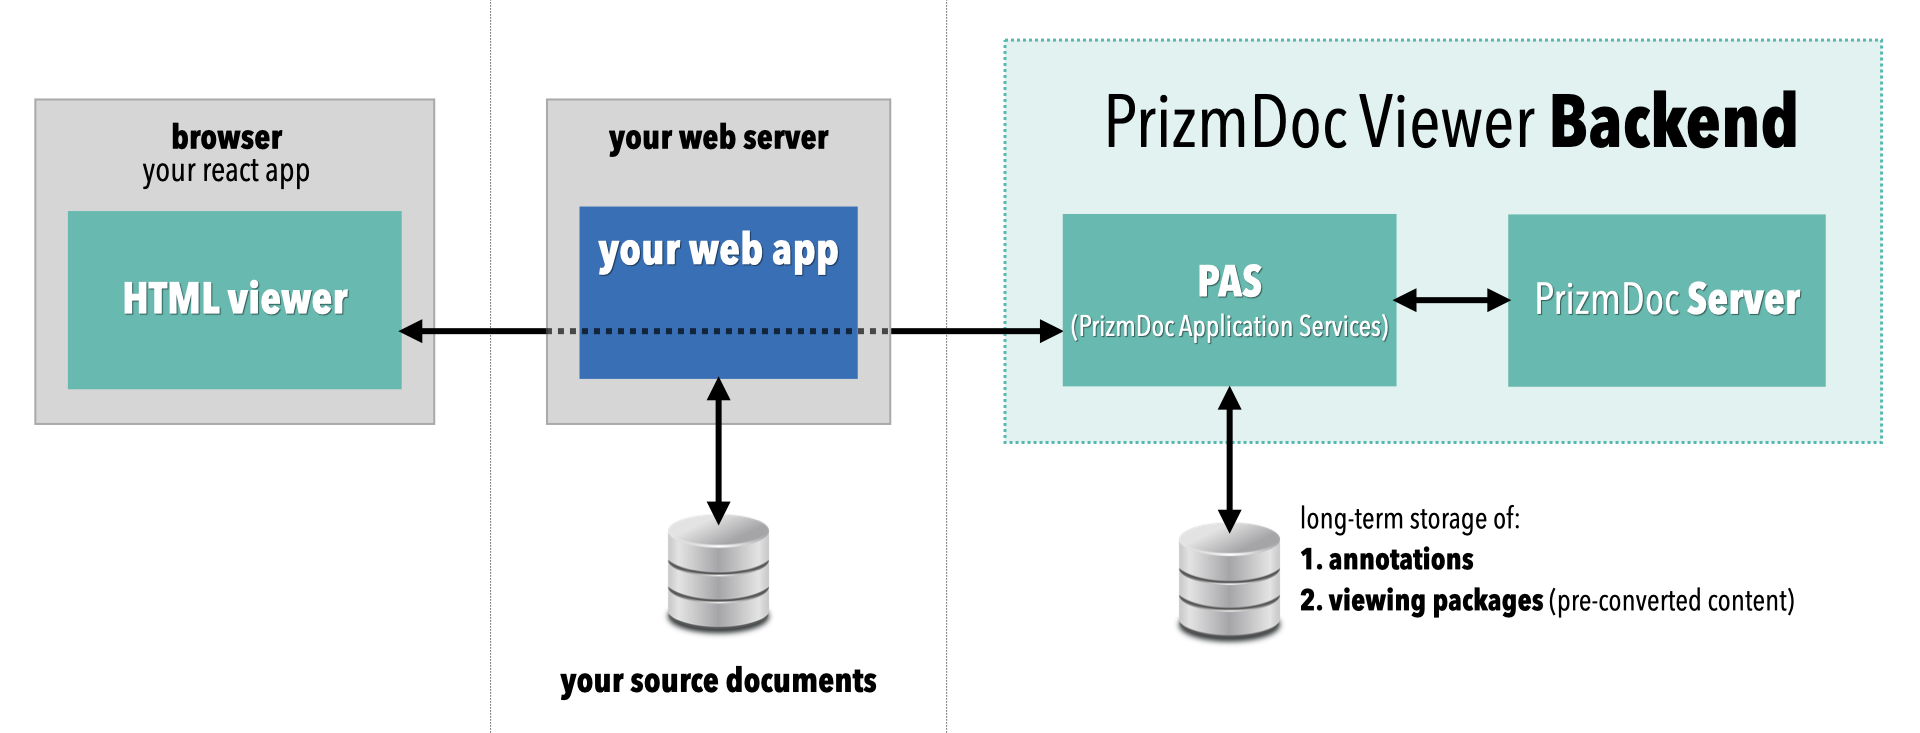 browser
your react app
HTML viewer
your web server
your web app
your source documents
PrizmDoc Viewer Backend
PAS
(PrizmDoc Application Services)
PrizmDoc Server
long-term storage of:
1. annotations
2. viewing packages (pre-converted content)